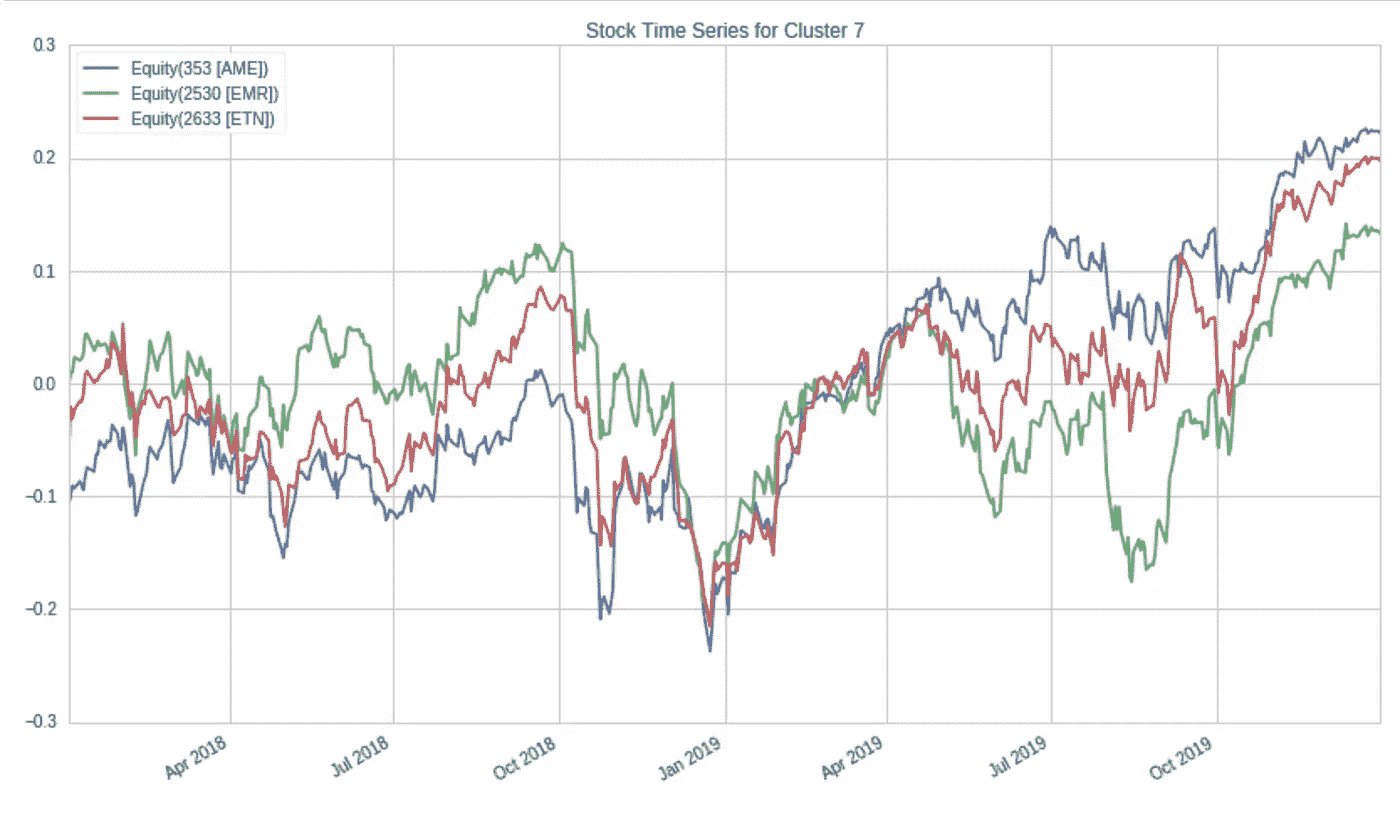 Stock Time Series for Cluster 7
0.3
Equity(353 [AME])
Equity(2530 [EMR])
Equity(2633 [ETN])
0.2
0.1
0.0
−0.1
−0.2
−0.3
Apr 2018
Jul 2018
Oct 2018
Jan 2019
Apr 2019
Jul 2019
Oct 2019